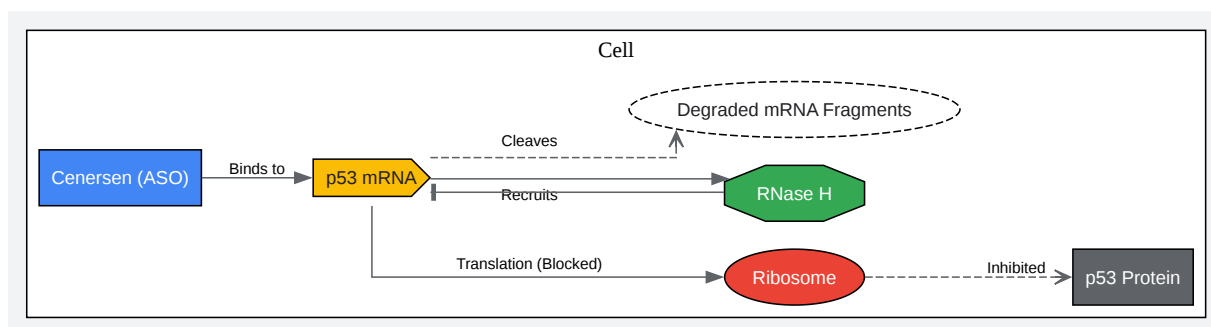 Cell
Degraded mRNA Fragments
Cleaves
Cenersen (ASO)
Binds to
p53 mRNA
RNase H
Recruits
Translation (Blocked)
Ribosome
Inhibited
p53 Protein